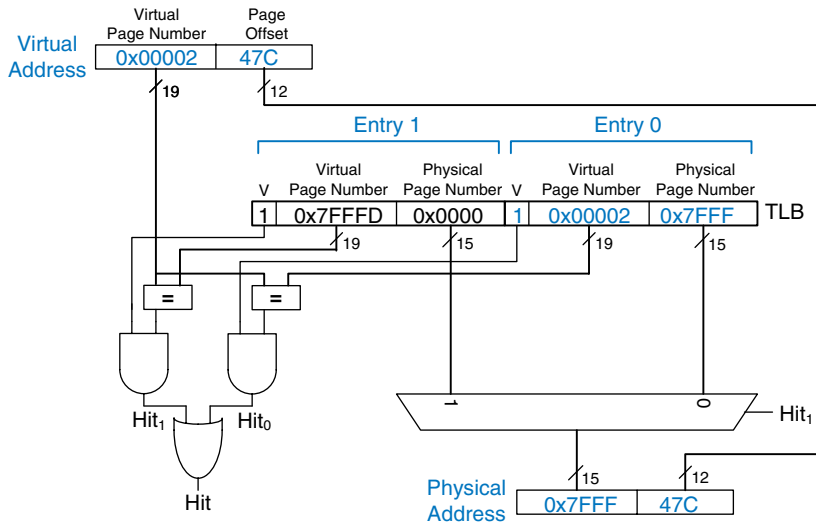 Virtual Page Number
Page Offset
Virtual Address
0x00002 47C
19 12
Entry 1 Entry 0
V Virtual Page Number Physical Page Number V Virtual Page Number Physical Page Number
1 0x7FFFD 0x0000 1 0x00002 0x7FFF TLB
19 15 19 15
= =
1 0
Hit₁ Hit₀ Hit₁
Hit
15 12
Physical Address
0x7FFF 47C